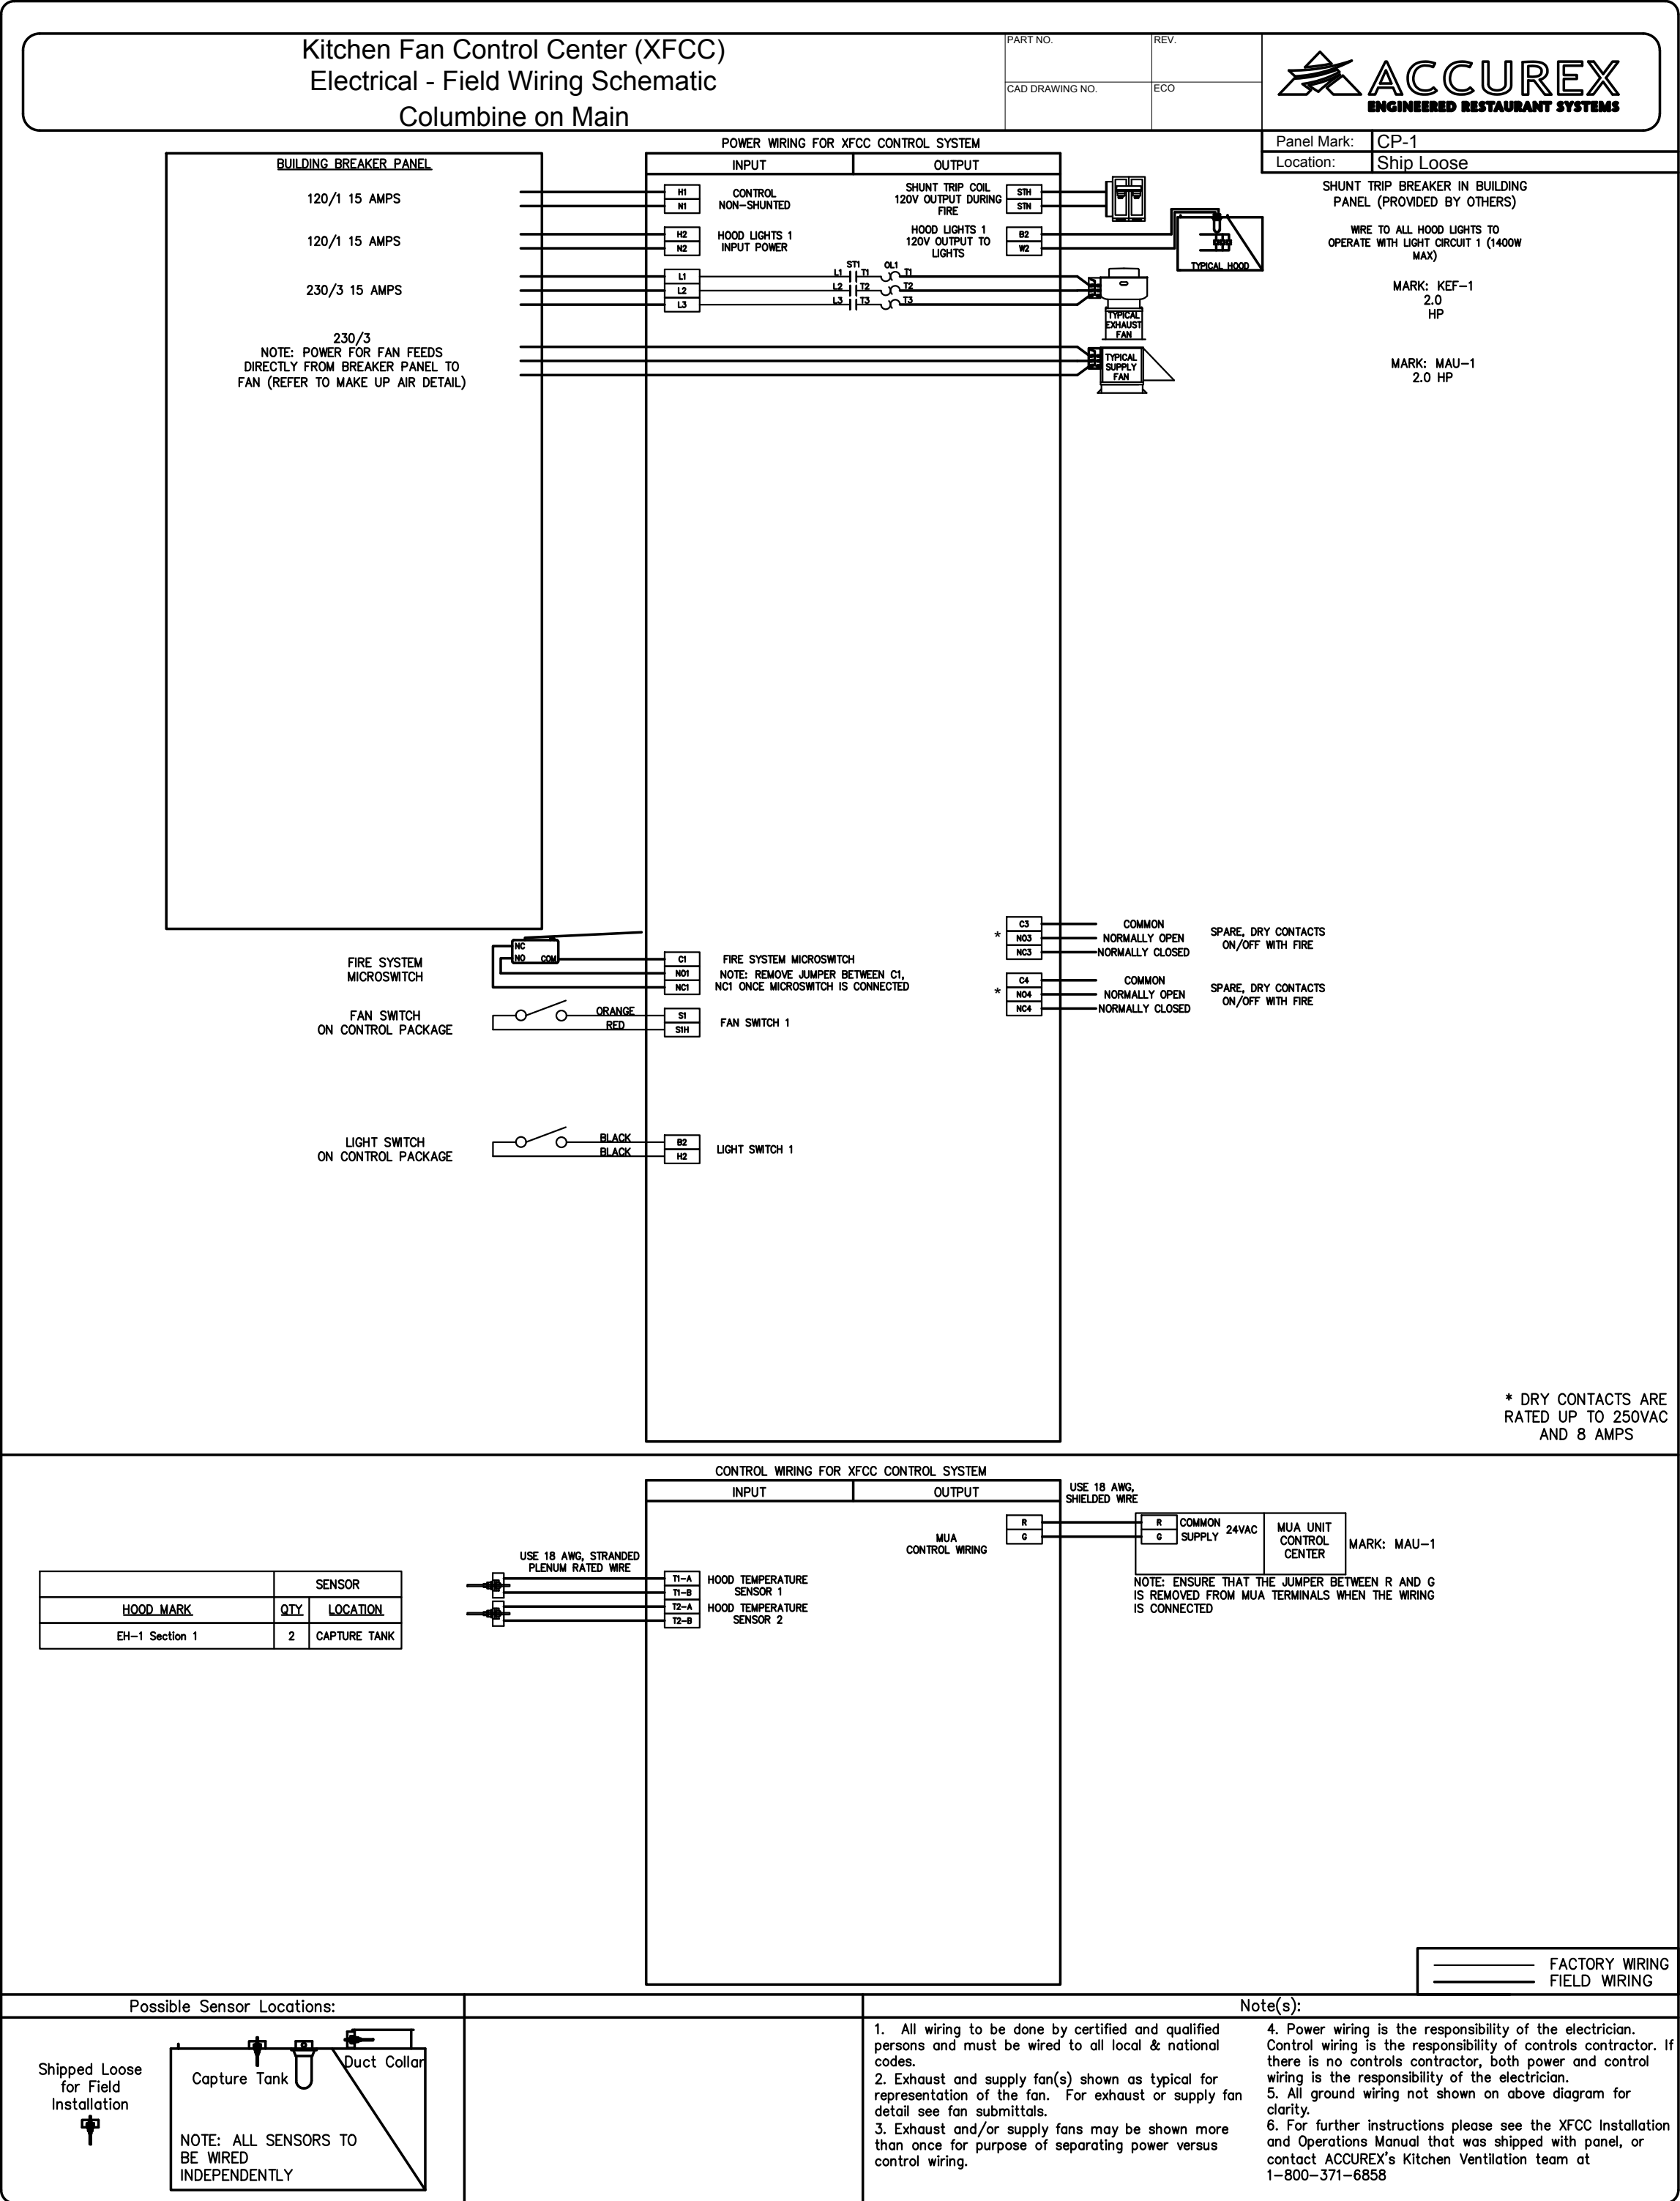 Kitchen Fan Control Center (XFCC)
Electrical - Field Wiring Schematic
Columbine on Main
PART NO.
REV.
CAD DRAWING NO.
ECO
ACCUREX
ENGINEERED RESTAURANT SYSTEMS
Panel Mark: CP-1
Location: Ship Loose
POWER WIRING FOR XFCC CONTROL SYSTEM
INPUT
OUTPUT
BUILDING BREAKER PANEL
120/1 15 AMPS
H1
N1
CONTROL
NON-SHUNTED
SHUNT TRIP COIL
120V OUTPUT DURING
FIRE
STH
STN
SHUNT TRIP BREAKER IN BUILDING
PANEL (PROVIDED BY OTHERS)
120/1 15 AMPS
H2
N2
HOOD LIGHTS 1
INPUT POWER
HOOD LIGHTS 1
120V OUTPUT TO
LIGHTS
B2
W2
TYPICAL HOOD
WIRE TO ALL HOOD LIGHTS TO
OPERATE WITH LIGHT CIRCUIT 1 (1400W
MAX)
230/3 15 AMPS
L1
L2
L3
ST1
OL1
L1 T1 T1
L2 T2 T2
L3 T3 T3
TYPICAL
EXHAUST
FAN
MARK: KEF-1
2.0
HP
230/3
NOTE: POWER FOR FAN FEEDS
DIRECTLY FROM BREAKER PANEL TO
FAN (REFER TO MAKE UP AIR DETAIL)
TYPICAL
SUPPLY
FAN
MARK: MAU-1
2.0 HP
FIRE SYSTEM
MICROSWITCH
NC
NO COM
C1
NO1
NC1
FIRE SYSTEM MICROSWITCH
NOTE: REMOVE JUMPER BETWEEN C1,
NC1 ONCE MICROSWITCH IS CONNECTED
*
C3
NO3
NC3
COMMON
NORMALLY OPEN
NORMALLY CLOSED
SPARE, DRY CONTACTS
ON/OFF WITH FIRE
*
C4
NO4
NC4
COMMON
NORMALLY OPEN
NORMALLY CLOSED
SPARE, DRY CONTACTS
ON/OFF WITH FIRE
FAN SWITCH
ON CONTROL PACKAGE
ORANGE
RED
S1
S1H
FAN SWITCH 1
LIGHT SWITCH
ON CONTROL PACKAGE
BLACK
BLACK
B2
H2
LIGHT SWITCH 1
* DRY CONTACTS ARE
RATED UP TO 250VAC
AND 8 AMPS
CONTROL WIRING FOR XFCC CONTROL SYSTEM
INPUT
OUTPUT
USE 18 AWG,
SHIELDED WIRE
MUA
CONTROL WIRING
R
G
R COMMON
G SUPPLY
24VAC
MUA UNIT
CONTROL
CENTER
MARK: MAU-1
NOTE: ENSURE THAT THE JUMPER BETWEEN R AND G
IS REMOVED FROM MUA TERMINALS WHEN THE WIRING
IS CONNECTED
USE 18 AWG, STRANDED
PLENUM RATED WIRE
T1-A
T1-B
T2-A
T2-B
HOOD TEMPERATURE
SENSOR 1
HOOD TEMPERATURE
SENSOR 2
SENSOR
HOOD MARK QTY LOCATION
EH-1 Section 1 2 CAPTURE TANK
FACTORY WIRING
FIELD WIRING
Possible Sensor Locations:
Shipped Loose
for Field
Installation
Capture Tank
Duct Collar
NOTE: ALL SENSORS TO
BE WIRED
INDEPENDENTLY
Note(s):
1. All wiring to be done by certified and qualified
persons and must be wired to all local & national
codes.
2. Exhaust and supply fan(s) shown as typical for
representation of the fan. For exhaust or supply fan
detail see fan submittals.
3. Exhaust and/or supply fans may be shown more
than once for purpose of separating power versus
control wiring.
4. Power wiring is the responsibility of the electrician.
Control wiring is the responsibility of controls contractor. If
there is no controls contractor, both power and control
wiring is the responsibility of the electrician.
5. All ground wiring not shown on above diagram for
clarity.
6. For further instructions please see the XFCC Installation
and Operations Manual that was shipped with panel, or
contact ACCUREX's Kitchen Ventilation team at
1-800-371-6858